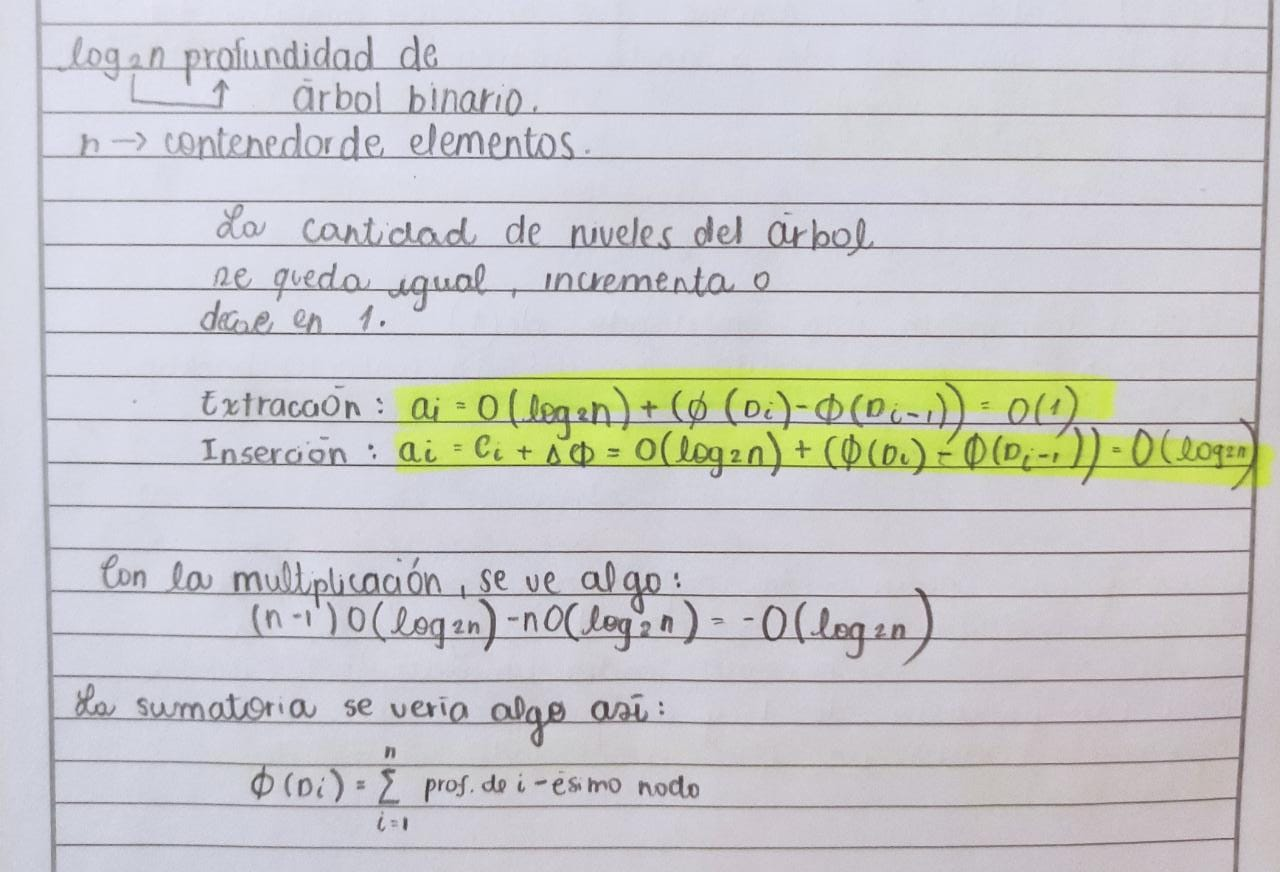 log₂n profundidad de
árbol binario.
n → contenedor de elementos.
La cantidad de niveles del árbol
se queda igual, incrementa o
decae en 1.
Extracción: ai = O(log₂n) + (Φ(Di) - Φ(Di-1)) = O(1)
Inserción: ai = Ci + ΔΦ = O(log₂n) + (Φ(Di) - Φ(Di-1)) = O(log₂n)
Con la multiplicación, se ve algo:
(n-1)O(log₂n) - nO(log₂n) = -O(log₂n)
La sumatoria se vería algo así:
n
Φ(Di) = Σ prof. de i-ésimo nodo
i=1